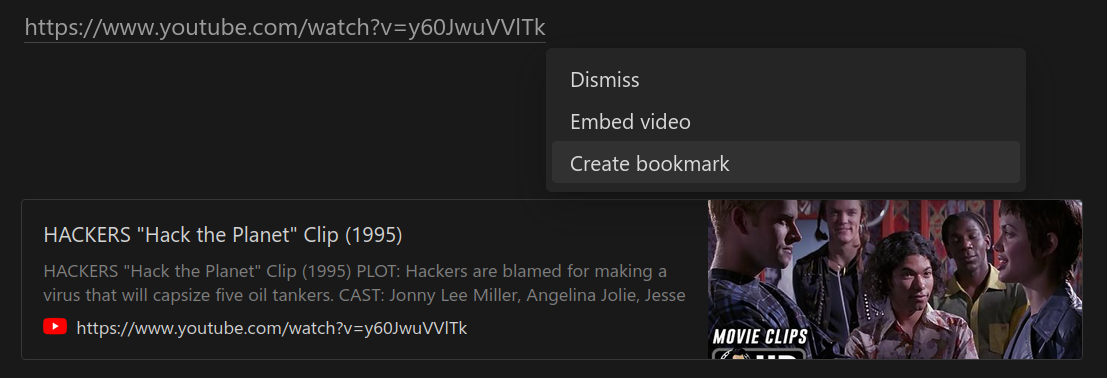 https://www.youtube.com/watch?v=y60JwuVVlTk
Dismiss
Embed video
Create bookmark
HACKERS "Hack the Planet" Clip (1995)
HACKERS "Hack the Planet" Clip (1995) PLOT: Hackers are blamed for making a
virus that will capsize five oil tankers. CAST: Jonny Lee Miller, Angelina Jolie, Jesse
https://www.youtube.com/watch?v=y60JwuVVlTk
MOVIE CLIPS
HD